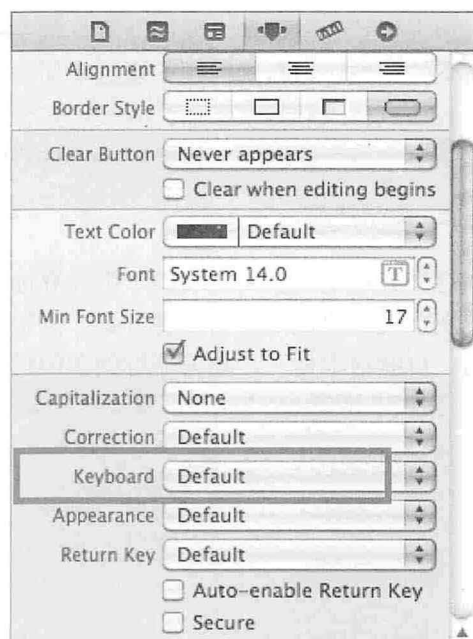 Alignment
Border Style
Clear Button Never appears
Clear when editing begins
Text Color Default
Font System 14.0 T
Min Font Size 17
Adjust to Fit
Capitalization None
Correction Default
Keyboard Default
Appearance Default
Return Key Default
Auto-enable Return Key
Secure